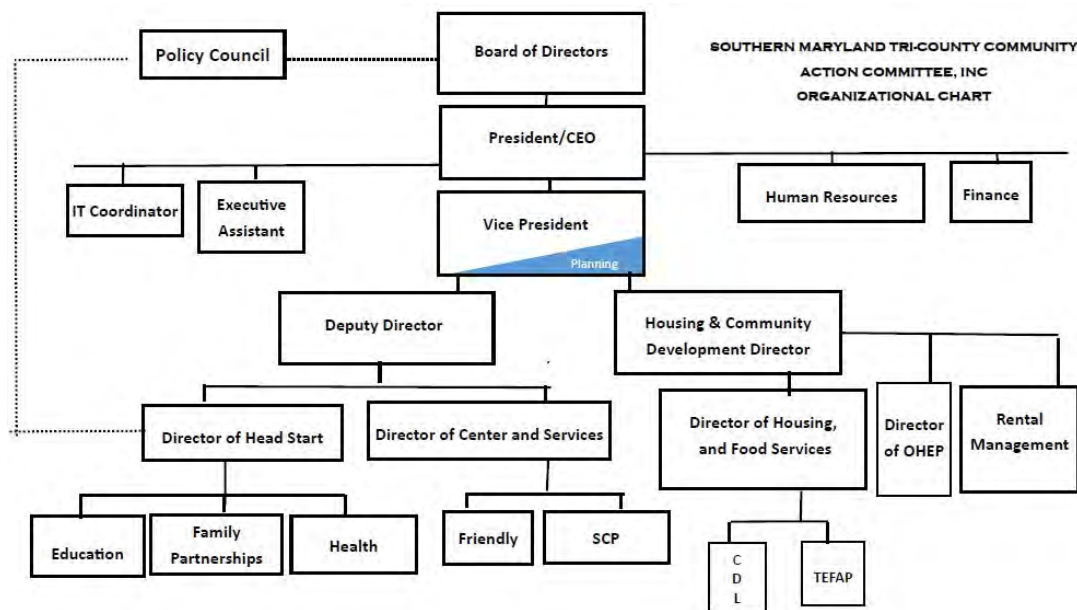 Policy Council
Board of Directors
SOUTHERN MARYLAND TRI-COUNTY COMMUNITY
ACTION COMMITTEE, INC
ORGANIZATIONAL CHART
President/CEO
IT Coordinator
Executive
Assistant
Human Resources
Finance
Vice President
Planning
Deputy Director
Housing & Community
Development Director
Director of Head Start
Director of Center and Services
Director of Housing,
and Food Services
Director
of OHEP
Rental
Management
Education
Family
Partnerships
Health
Friendly
SCP
C
D
L
TEFAP